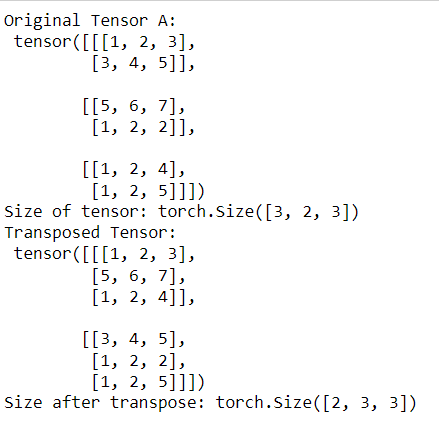 Original Tensor A:
tensor([[[1, 2, 3],
[3, 4, 5]],
[[5, 6, 7],
[1, 2, 2]],
[[1, 2, 4],
[1, 2, 5]]])
Size of tensor: torch.Size([3, 2, 3])
Transposed Tensor:
tensor([[[1, 2, 3],
[5, 6, 7],
[1, 2, 4]],
[[3, 4, 5],
[1, 2, 2],
[1, 2, 5]]])
Size after transpose: torch.Size([2, 3, 3])